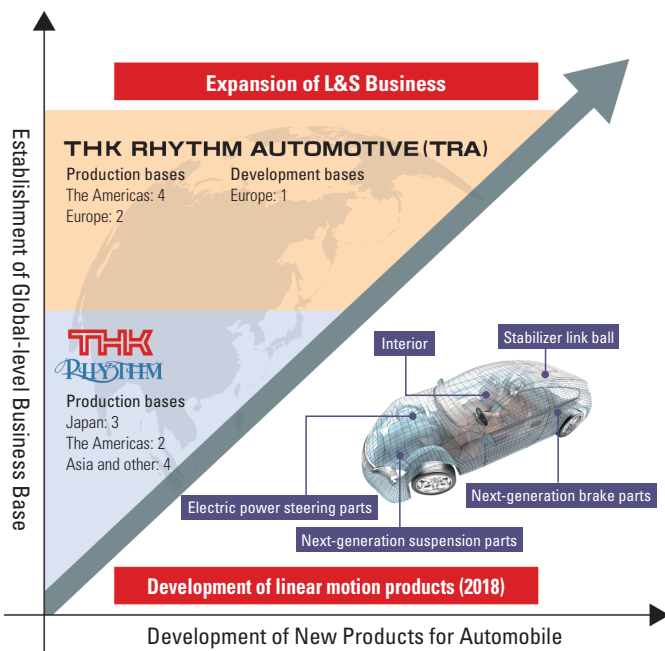 Expansion of L&S Business
Establishment of Global-level Business Base
THK RHYTHM AUTOMOTIVE(TRA)
Production bases
The Americas: 4
Europe: 2
Development bases
Europe: 1
THK
RHYTHM
Production bases
Japan: 3
The Americas: 2
Asia and other: 4
Interior
Stabilizer link ball
Electric power steering parts
Next-generation brake parts
Next-generation suspension parts
Development of linear motion products (2018)
Development of New Products for Automobile